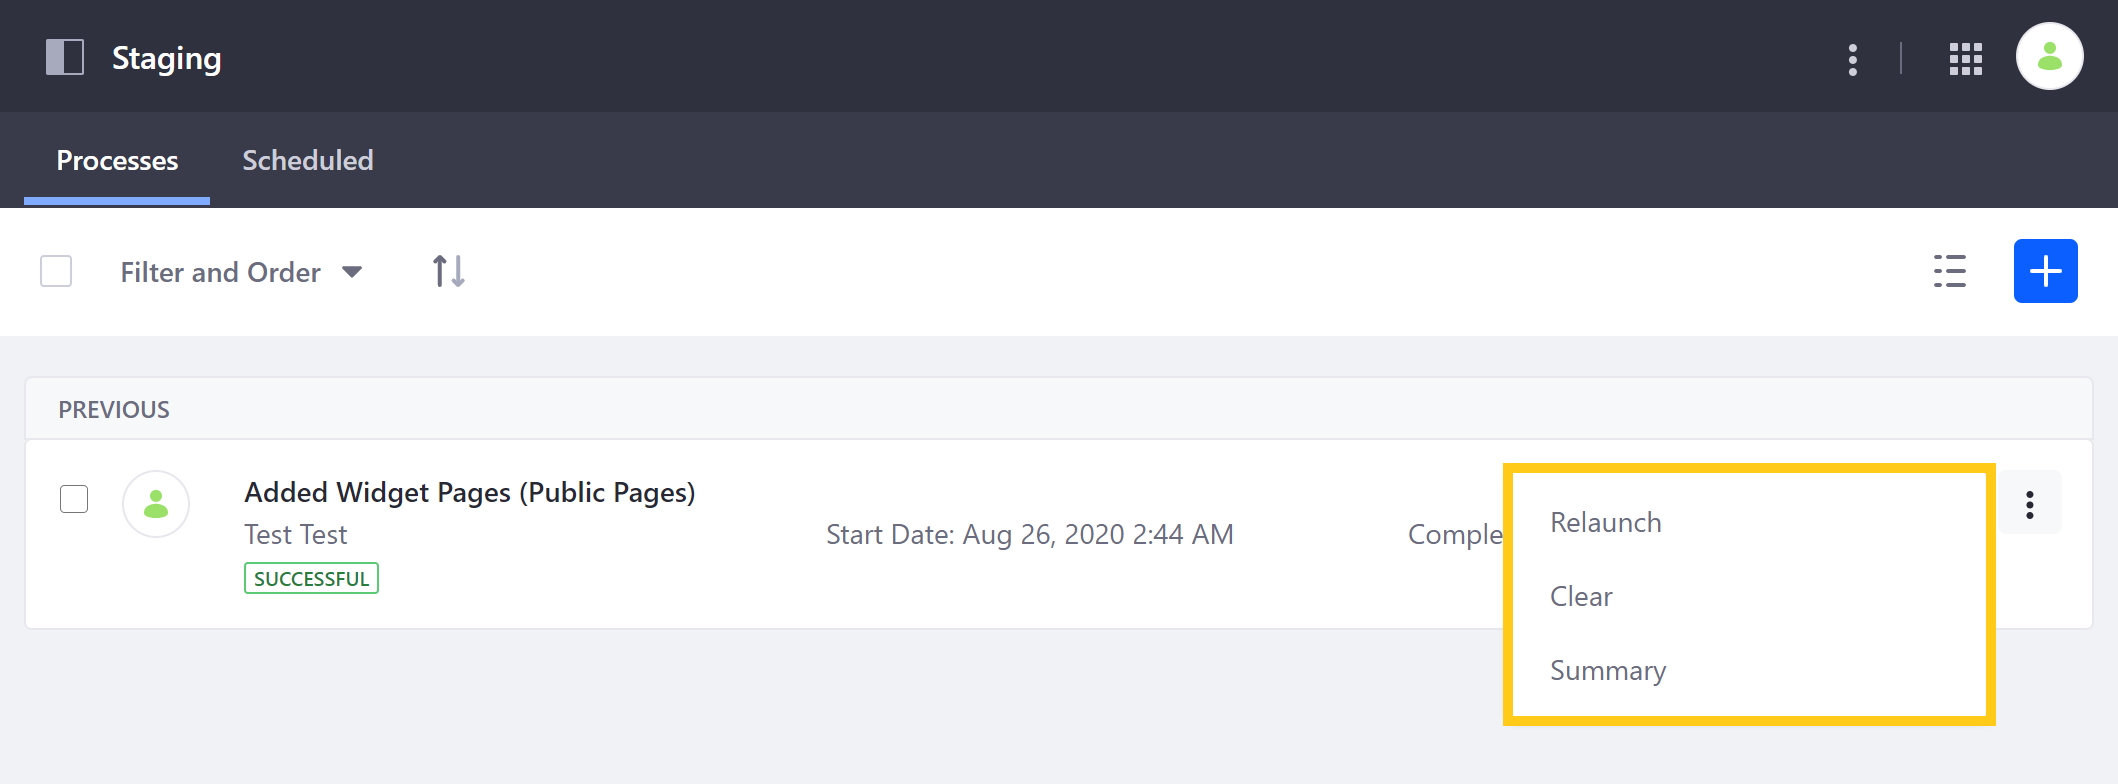 Staging
Processes Scheduled
Filter and Order
PREVIOUS
Added Widget Pages (Public Pages)
Test Test Start Date: Aug 26, 2020 2:44 AM Comple
SUCCESSFUL
Relaunch
Clear
Summary